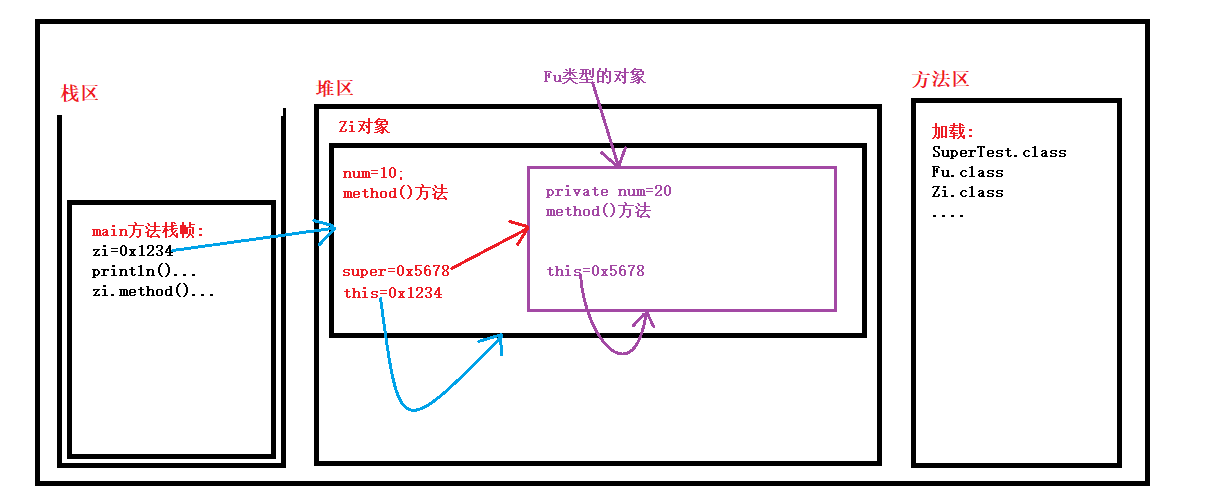 栈区
main方法栈帧:
zi=0x1234
println()...
zi.method()...
堆区
Zi对象
num=10;
method()方法
super=0x5678
this=0x1234
Fu类型的对象
private num=20
method()方法
this=0x5678
方法区
加载:
SuperTest.class
Fu.class
Zi.class
....